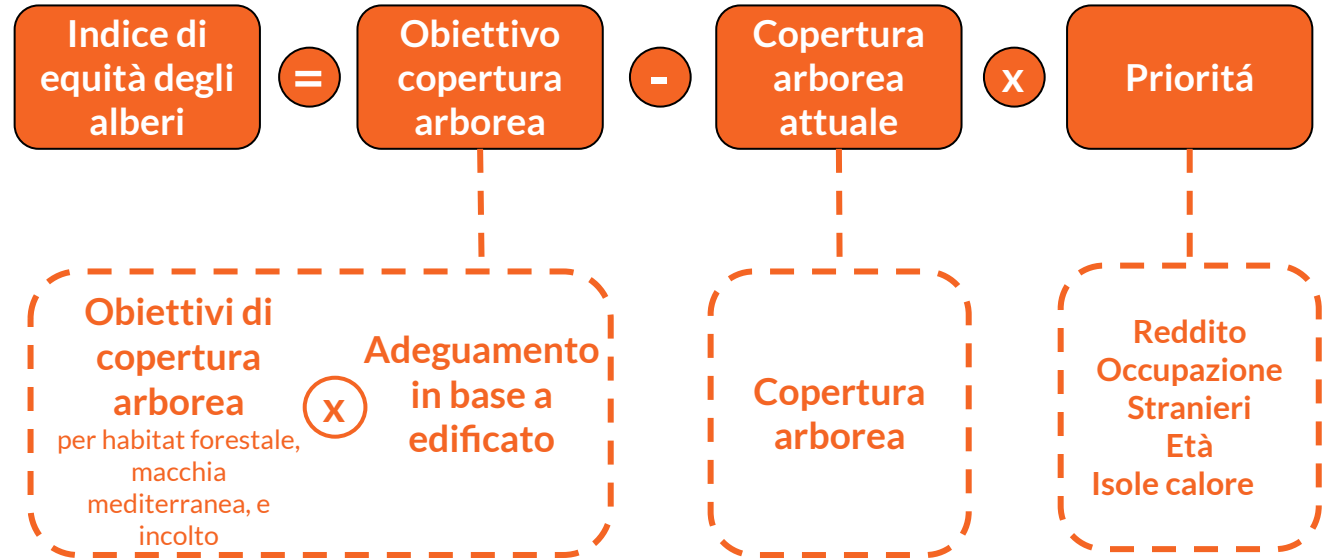 Indice di
equità degli
alberi
=
Obiettivo
copertura
arborea
-
Copertura
arborea
attuale
x
Prioritá
Obiettivi di
copertura
arborea
per habitat forestale,
macchia
mediterranea, e
incolto
x
Adeguamento
in base a
edificato
Copertura
arborea
Reddito
Occupazione
Stranieri
Età
Isole calore